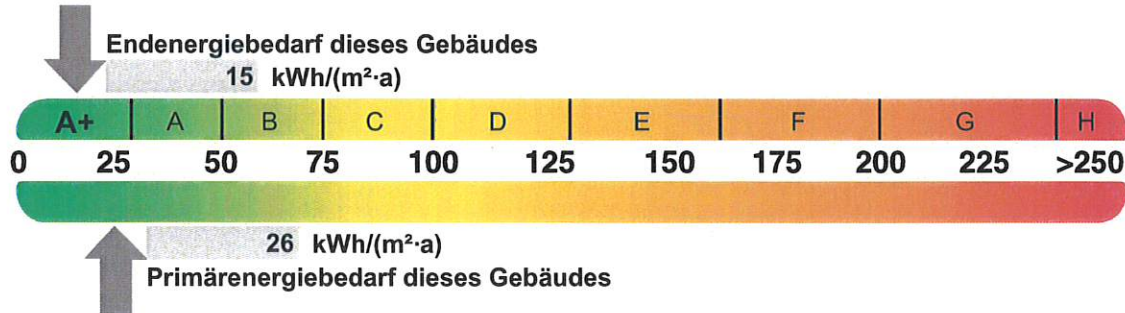 Endenergiebedarf dieses Gebäudes
15 kWh/(m²·a)
A+ A B C D E F G H
0 25 50 75 100 125 150 175 200 225 >250
26 kWh/(m²·a)
Primärenergiebedarf dieses Gebäudes